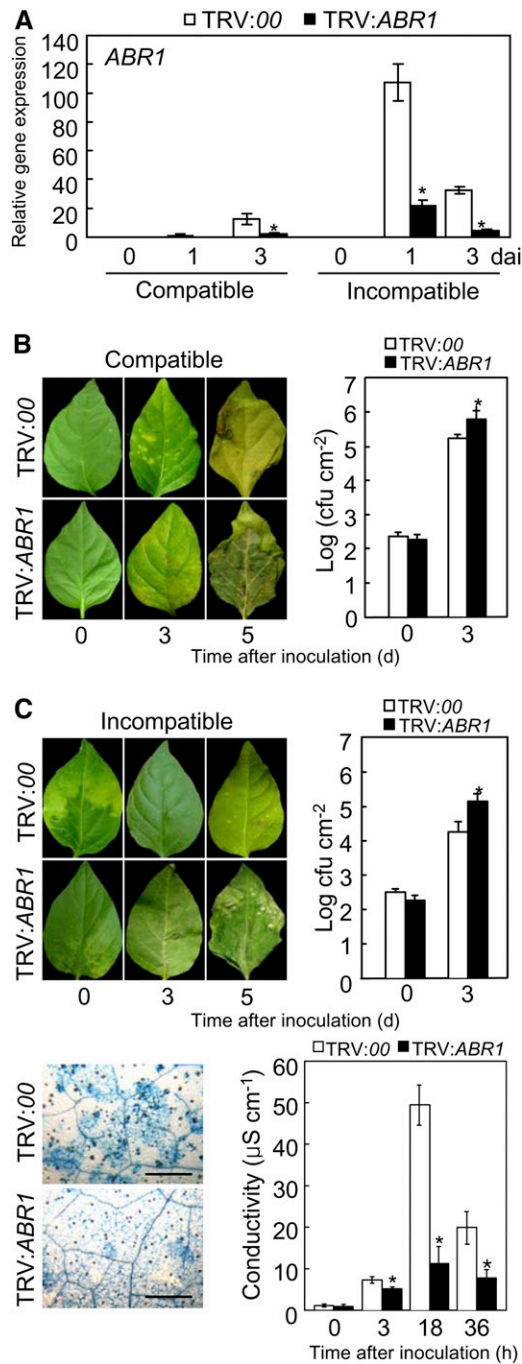 A
TRV:00 TRV:ABR1
Relative gene expression
140
120
100
80
60
40
20
0
ABR1
*
*
*
0 1 3 0 1 3 dai
Compatible Incompatible
B
Compatible
TRV:00
TRV:ABR1
0 3 5
Time after inoculation (d)
TRV:00
TRV:ABR1
Log (cfu cm-2)
7
6
5
4
3
2
1
0
*
0 3
C
Incompatible
TRV:00
TRV:ABR1
0 3 5
Time after inoculation (d)
TRV:00
TRV:ABR1
Log cfu cm-2
7
6
5
4
3
2
1
0
*
0 3
TRV:00
TRV:ABR1
TRV:00 TRV:ABR1
Conductivity (µS cm-1)
60
50
40
30
20
10
0
*
*
*
0 3 18 36
Time after inoculation (h)